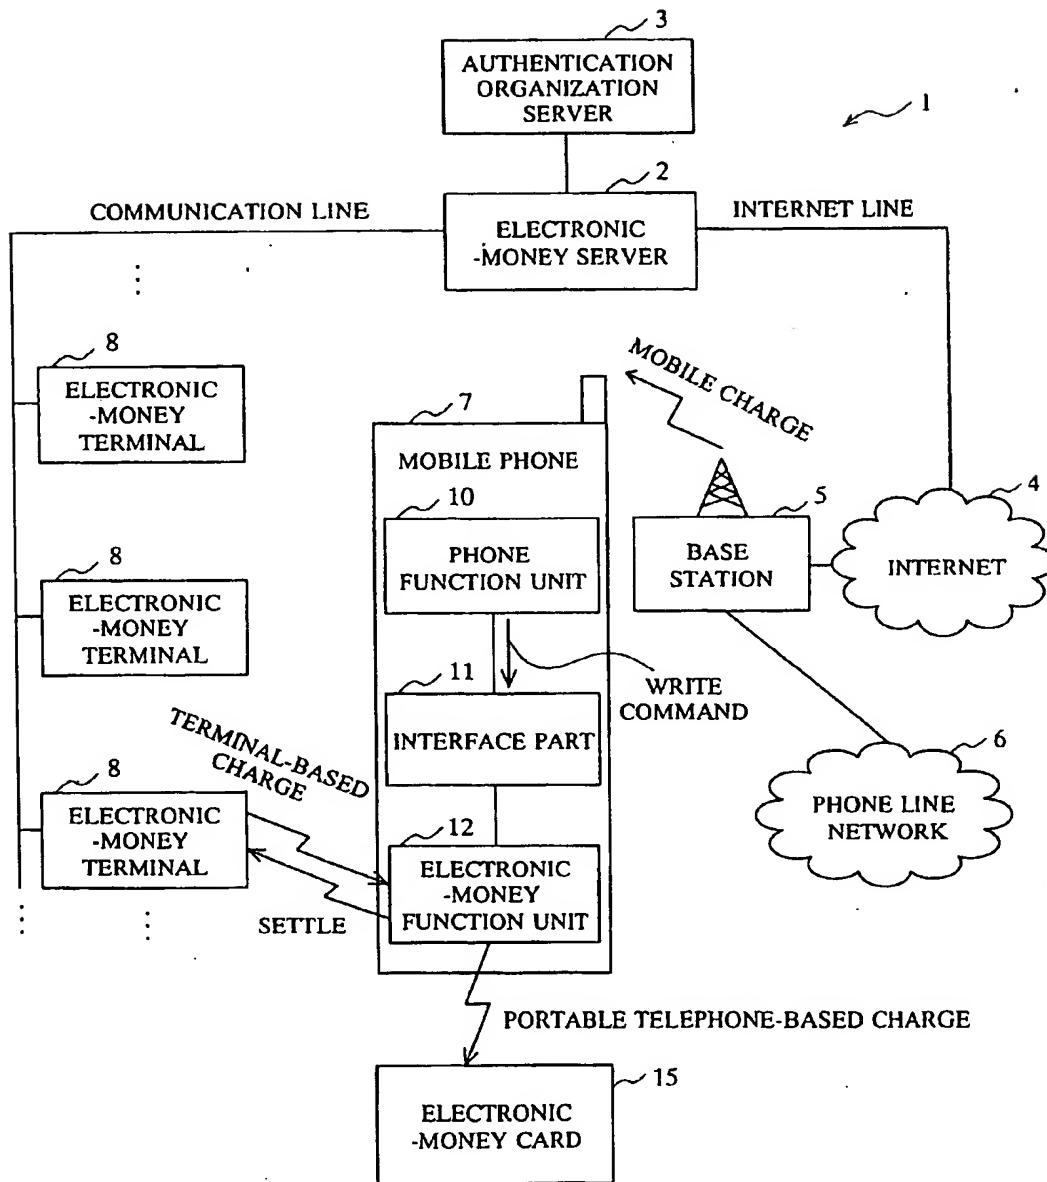 3
AUTHENTICATION
ORGANIZATION
SERVER
1
2
COMMUNICATION LINE
INTERNET LINE
ELECTRONIC
-MONEY SERVER
8
ELECTRONIC
-MONEY
TERMINAL
MOBILE CHARGE
7
MOBILE PHONE
10
PHONE
FUNCTION UNIT
5
BASE
STATION
4
INTERNET
8
ELECTRONIC
-MONEY
TERMINAL
11
INTERFACE PART
WRITE
COMMAND
TERMINAL-BASED
CHARGE
8
ELECTRONIC
-MONEY
TERMINAL
12
ELECTRONIC
-MONEY
FUNCTION UNIT
6
PHONE LINE
NETWORK
SETTLE
PORTABLE TELEPHONE-BASED CHARGE
15
ELECTRONIC
-MONEY CARD